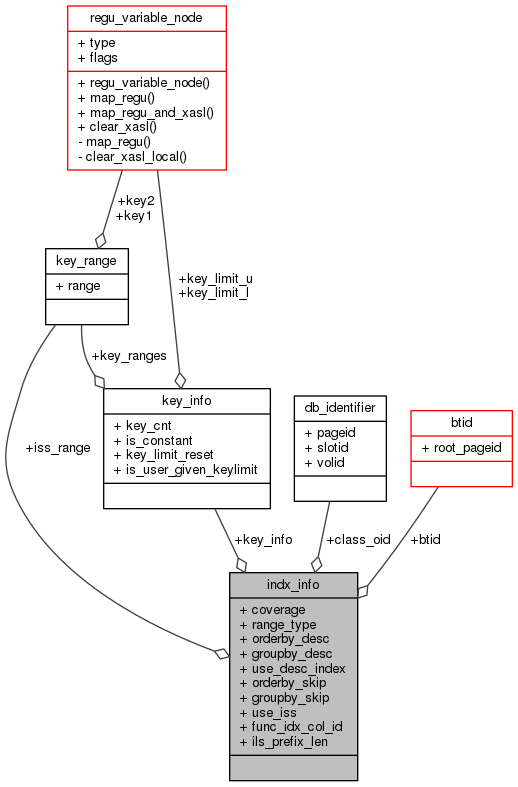 regu_variable_node
+ type
+ flags
+ regu_variable_node()
+ map_regu()
+ map_regu_and_xasl()
+ clear_xasl()
- map_regu()
- clear_xasl_local()
+key2
+key1
key_range
+ range
+key_limit_u
+key_limit_l
+key_ranges
key_info
+ key_cnt
+ is_constant
+ key_limit_reset
+ is_user_given_keylimit
db_identifier
+ pageid
+ slotid
+ volid
btid
+ root_pageid
+iss_range
+key_info
+class_oid
+btid
indx_info
+ coverage
+ range_type
+ orderby_desc
+ groupby_desc
+ use_desc_index
+ orderby_skip
+ groupby_skip
+ use_iss
+ func_idx_col_id
+ ils_prefix_len